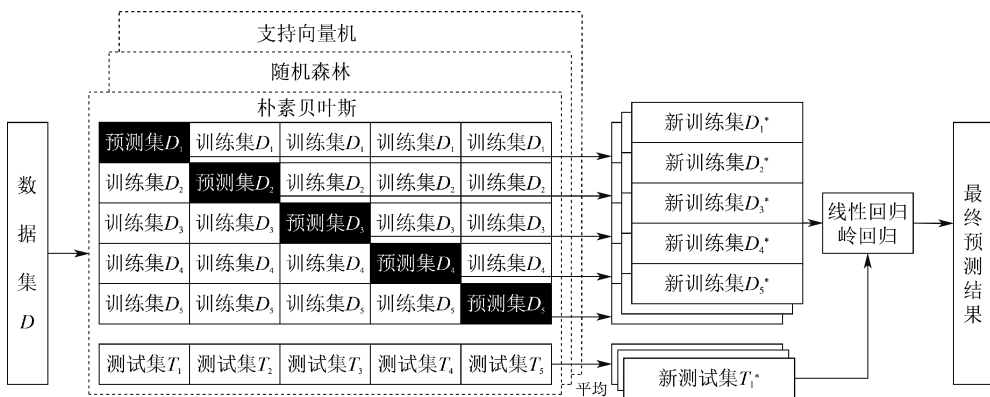 支持向量机
随机森林
朴素贝叶斯
数据集D
预测集D₁ 训练集D₁ 训练集D₁ 训练集D₁ 训练集D₁
训练集D₂ 预测集D₂ 训练集D₂ 训练集D₂ 训练集D₂
训练集D₃ 训练集D₃ 预测集D₃ 训练集D₃ 训练集D₃
训练集D₄ 训练集D₄ 训练集D₄ 预测集D₄ 训练集D₄
训练集D₅ 训练集D₅ 训练集D₅ 训练集D₅ 预测集D₅
测试集T₁ 测试集T₂ 测试集T₃ 测试集T₄ 测试集T₅
平均
新训练集D₁*
新训练集D₂*
新训练集D₃*
新训练集D₄*
新训练集D₅*
新测试集T₁*
线性回归
岭回归
最终预测结果